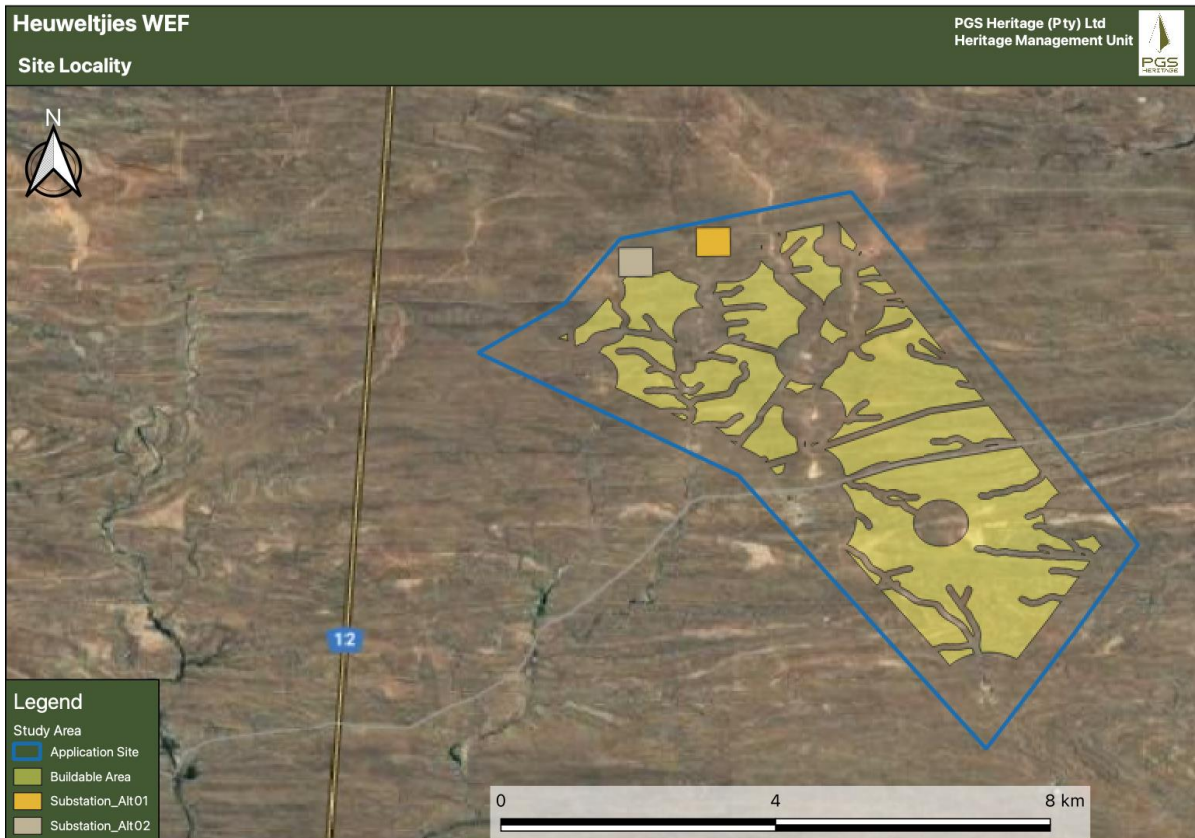 Heuweltjies WEF
Site Locality
PGS Heritage (Pty) Ltd
Heritage Management Unit
PGS
HERITAGE
N
12
Legend
Study Area
Application Site
Buildable Area
Substation_Alt01
Substation_Alt02
0 4 8 km